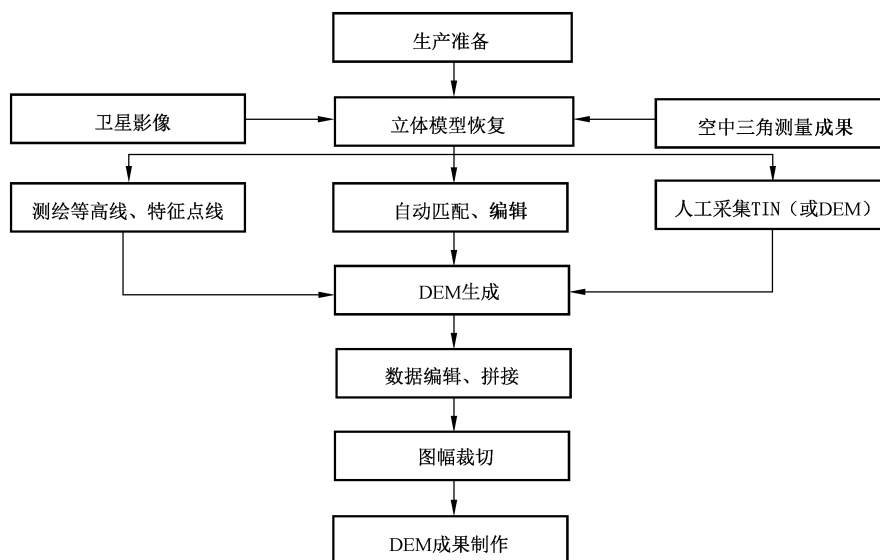 生产准备
卫星影像
立体模型恢复
空中三角测量成果
测绘等高线、特征点线
自动匹配、编辑
人工采集TIN（或DEM）
DEM生成
数据编辑、拼接
图幅裁切
DEM成果制作